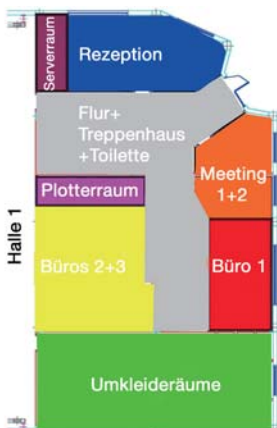 Serverraum
Rezeption
Flur+
Treppenhaus
+Toilette
Meeting
1+2
Plotterraum
Halle 1
Büros 2+3
Büro 1
Umkleideräume